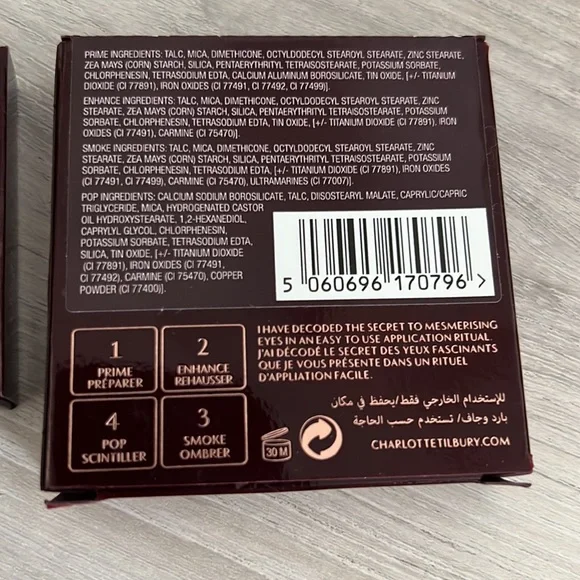 PRIME INGREDIENTS: TALC, MICA, DIMETHICONE, OCTYLDODECYL STEAROYL STEARATE, ZINC STEARATE,
ZEA MAYS (CORN) STARCH, SILICA, PENTAERYTHRITYL TETRAISOSTEARATE, POTASSIUM SORBATE,
CHLORPHENESIN, TETRASODIUM EDTA, CALCIUM ALUMINUM BOROSILICATE, TIN OXIDE, [+/- TITANIUM
DIOXIDE (CI 77891), IRON OXIDES (CI 77491, CI 77492, CI 77499)].
ENHANCE INGREDIENTS: TALC, MICA, DIMETHICONE, OCTYLDODECYL STEAROYL STEARATE, ZINC
STEARATE, ZEA MAYS (CORN) STARCH, SILICA, PENTAERYTHRITYL TETRAISOSTEARATE, POTASSIUM
SORBATE, CHLORPHENESIN, TETRASODIUM EDTA, TIN OXIDE, [+/- TITANIUM DIOXIDE (CI 77891), IRON
OXIDES (CI 77491), CARMINE (CI 75470)].
SMOKE INGREDIENTS: TALC, MICA, DIMETHICONE, OCTYLDODECYL STEAROYL STEARATE, ZINC
STEARATE, ZEA MAYS (CORN) STARCH, SILICA, PENTAERYTHRITYL TETRAISOSTEARATE, POTASSIUM
SORBATE, CHLORPHENESIN, TETRASODIUM EDTA, [+/- TITANIUM DIOXIDE (CI 77891), IRON OXIDES
(CI 77491, CI 77499), CARMINE (CI 75470), ULTRAMARINES (CI 77007)].
POP INGREDIENTS: CALCIUM SODIUM BOROSILICATE, TALC, DIISOSTEARYL MALATE, CAPRYLIC/CAPRIC
TRIGLYCERIDE, MICA, HYDROGENATED CASTOR
OIL HYDROXYSTEARATE, 1,2-HEXANEDIOL,
CAPRYLYL GLYCOL, CHLORPHENESIN,
POTASSIUM SORBATE, TETRASODIUM EDTA,
SILICA, TIN OXIDE, [+/- TITANIUM DIOXIDE
(CI 77891), IRON OXIDES (CI 77491,
CI 77492), CARMINE (CI 75470), COPPER
POWDER (CI 77400)].
5 060696 170796 >
1
PRIME
PRÉPARER
2
ENHANCE
REHAUSSER
4
POP
SCINTILLER
3
SMOKE
OMBRER
I HAVE DECODED THE SECRET TO MESMERISING
EYES IN AN EASY TO USE APPLICATION RITUAL.
J'AI DÉCODÉ LE SECRET DES YEUX FASCINANTS
QUE JE VOUS PRÉSENTE DANS UN RITUEL
D'APPLIATION FACILE.
للإستخدام الخارجي فقط/يحفظ في مكان
بارد وجاف/ تستخدم حسب الحاجة
30 M
CHARLOTTETILBURY.COM